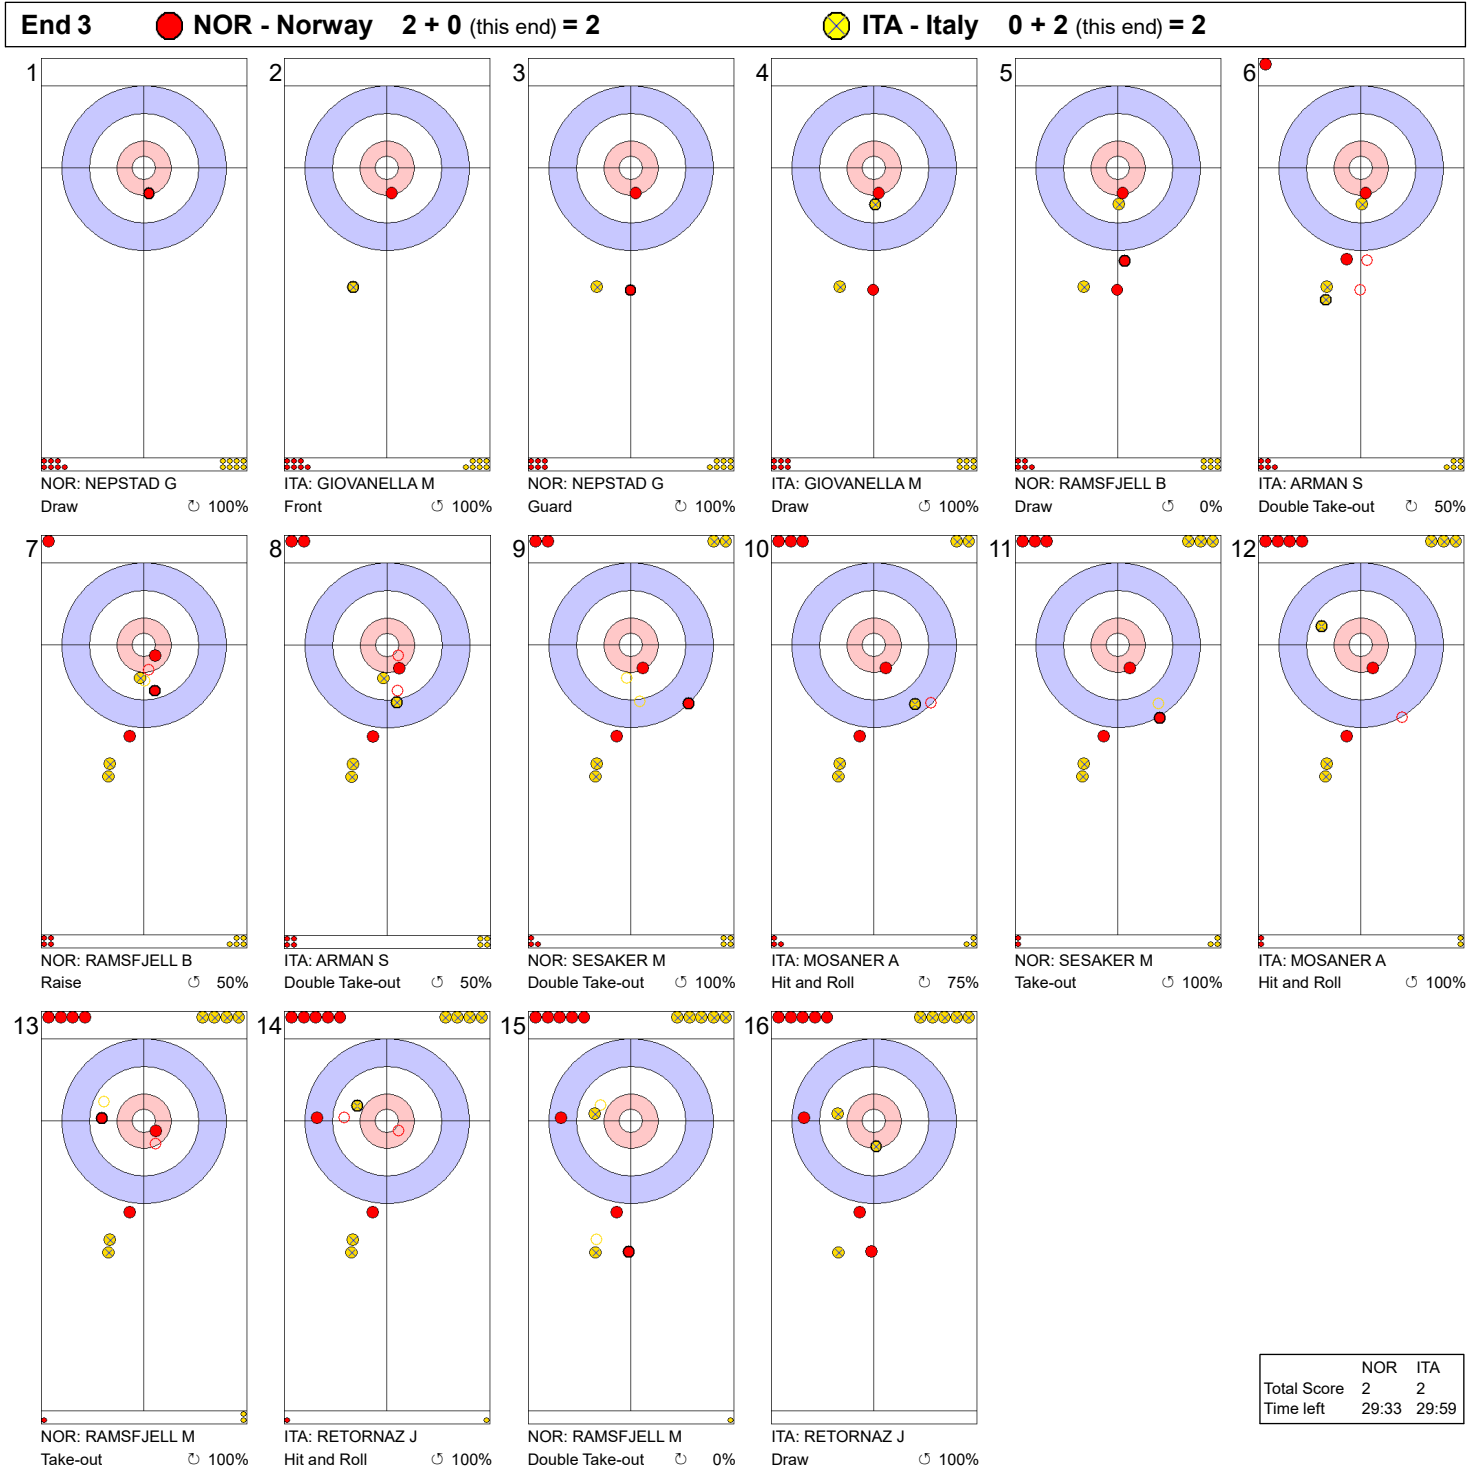 End 3 NOR - Norway 2 + 0 (this end) = 2 ITA - Italy 0 + 2 (this end) = 2
1 2 3 4 5 6
NOR: NEPSTAD G ITA: GIOVANELLA M NOR: NEPSTAD G ITA: GIOVANELLA M NOR: RAMSFJELL B ITA: ARMAN S
Draw ↻ 100% Front ↺ 100% Guard ↻ 100% Draw ↻ 100% Draw ↺ 0% Double Take-out ↻ 50%
7 8 9 10 11 12
NOR: RAMSFJELL B ITA: ARMAN S NOR: SESAKER M ITA: MOSANER A NOR: SESAKER M ITA: MOSANER A
Raise ↺ 50% Double Take-out ↺ 50% Double Take-out ↺ 100% Hit and Roll ↻ 75% Take-out ↺ 100% Hit and Roll ↺ 100%
13 14 15 16
NOR: RAMSFJELL M ITA: RETORNAZ J NOR: RAMSFJELL M ITA: RETORNAZ J
Take-out ↺ 100% Hit and Roll ↺ 100% Double Take-out ↻ 0% Draw ↺ 100%
NOR ITA
Total Score 2 2
Time left 29:33 29:59